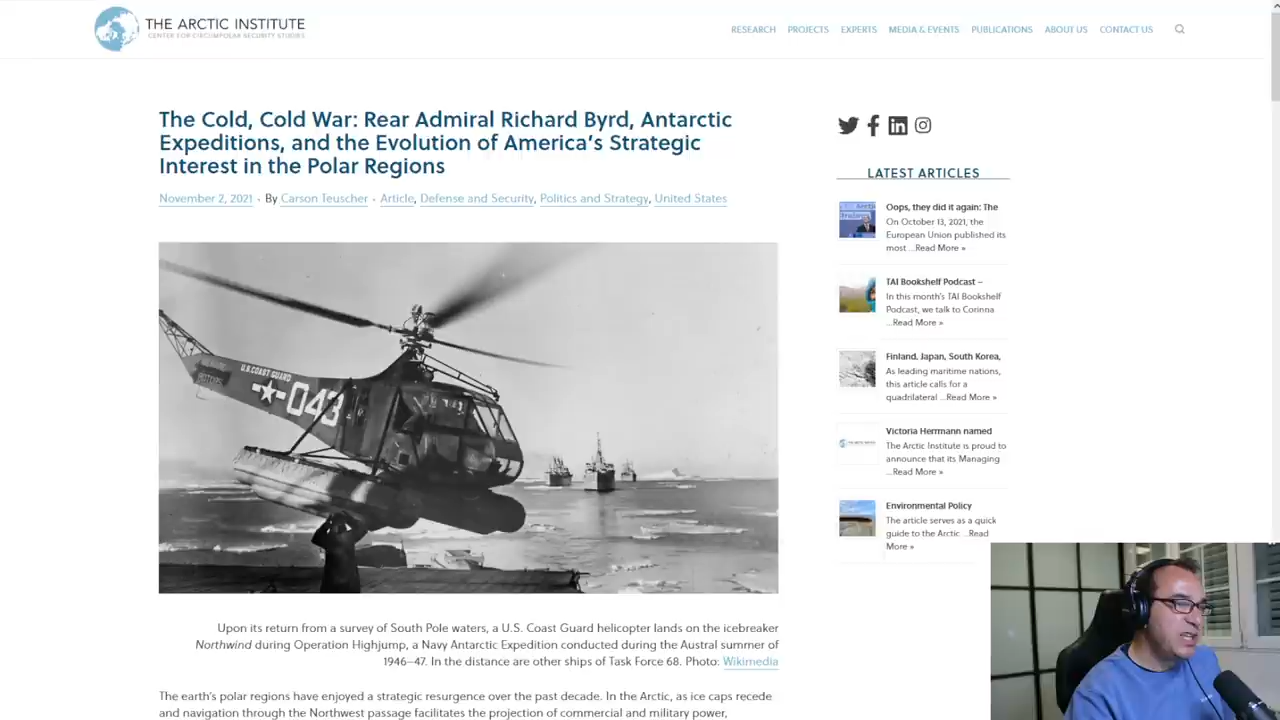 THE ARCTIC INSTITUTE
CENTER FOR CIRCUMPOLAR SECURITY STUDIES
RESEARCH PROJECTS EXPERTS MEDIA & EVENTS PUBLICATIONS ABOUT US CONTACT US
The Cold, Cold War: Rear Admiral Richard Byrd, Antarctic
Expeditions, and the Evolution of America's Strategic
Interest in the Polar Regions
November 2, 2021 · By Carson Teuscher · Article, Defense and Security, Politics and Strategy, United States
U.S. COAST GUARD
043
Upon its return from a survey of South Pole waters, a U.S. Coast Guard helicopter lands on the icebreaker
Northwind during Operation Highjump, a Navy Antarctic Expedition conducted during the Austral summer of
1946–47. In the distance are other ships of Task Force 68. Photo: Wikimedia
The earth's polar regions have enjoyed a strategic resurgence over the past decade. In the Arctic, as ice caps recede
and navigation through the Northwest passage facilitates the projection of commercial and military power,
LATEST ARTICLES
Oops, they did it again: The
On October 13, 2021, the
European Union published its
most ...Read More »
TAI Bookshelf Podcast –
In this month's TAI Bookshelf
Podcast, we talk to Corinna
...Read More »
Finland, Japan, South Korea,
As leading maritime nations,
this article calls for a
quadrilateral ...Read More »
Victoria Herrmann named
The Arctic Institute is proud to
announce that its Managing
...Read More »
Environmental Policy
The article serves as a quick
guide to the Arctic ...Read
More »